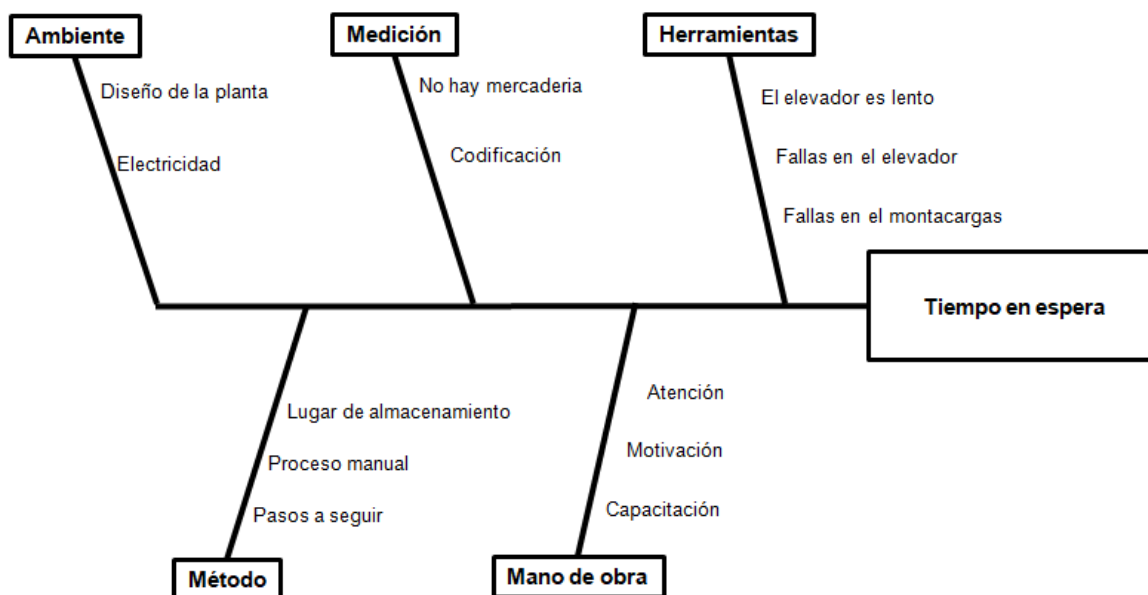 Ambiente
Medición
Herramientas
Diseño de la planta
Electricidad
No hay mercaderia
Codificación
El elevador es lento
Fallas en el elevador
Fallas en el montacargas
Tiempo en espera
Lugar de almacenamiento
Proceso manual
Pasos a seguir
Método
Atención
Motivación
Capacitación
Mano de obra